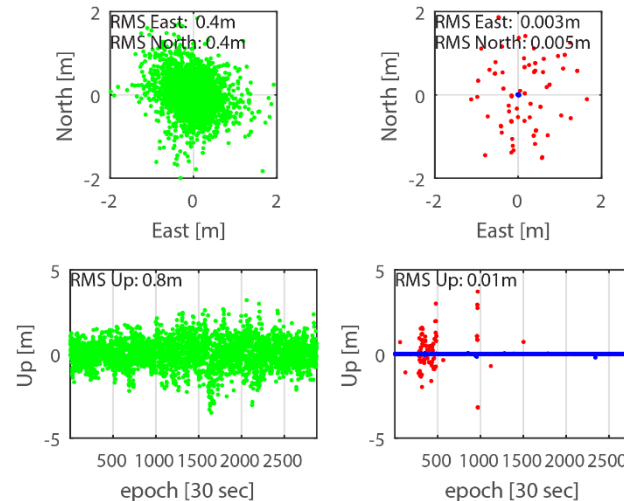 RMS East: 0.4m
RMS North: 0.4m
2
0
-2
North [m]
-2
0
2
East [m]
RMS East: 0.003m
RMS North: 0.005m
2
0
-2
North [m]
-2
0
2
East [m]
RMS Up: 0.8m
5
0
-5
Up [m]
500 1000 1500 2000 2500
epoch [30 sec]
RMS Up: 0.01m
5
0
-5
Up [m]
500 1000 1500 2000 2500
epoch [30 sec]